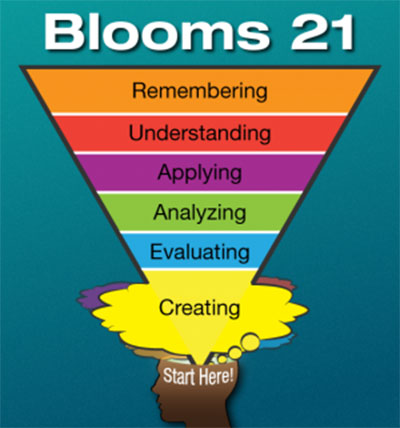 Blooms 21
Remembering
Understanding
Applying
Analyzing
Evaluating
Creating
Start Here!